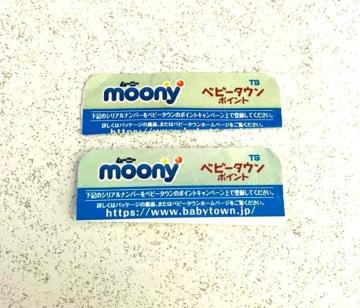 ムーニー
moony
TS
ベビータウン
ポイント
下記のシリアルナンバーをベビータウンのポイントキャンペーン上で登録してください。
詳しくはパッケージの裏面、またはベビータウンホームページをご覧ください。
ムーニー
moony
TS
ベビータウン
ポイント
下記のシリアルナンバーをベビータウンのポイントキャンペーン上で登録してください。
詳しくはパッケージの裏面、またはベビータウンホームページをご覧ください。
https://www.babytown.jp/